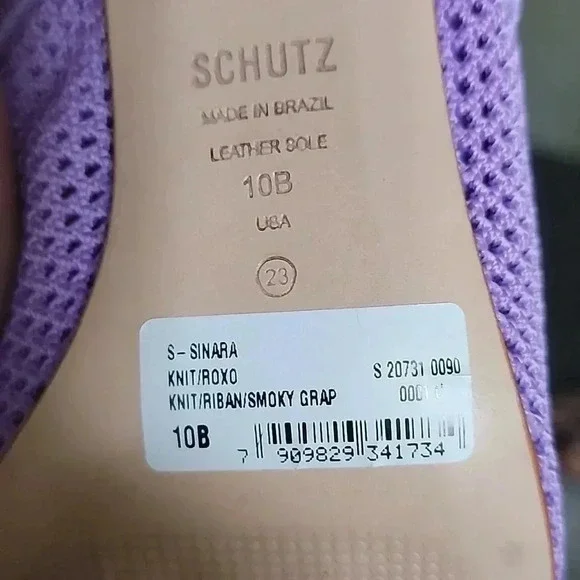 SCHUTZ
MADE IN BRAZIL
LEATHER SOLE
10B
USA
23
S-SINARA
KNIT/ROXO S 20731 0090
KNIT/RIBAN/SMOKY GRAP
10B
7 909829 341734